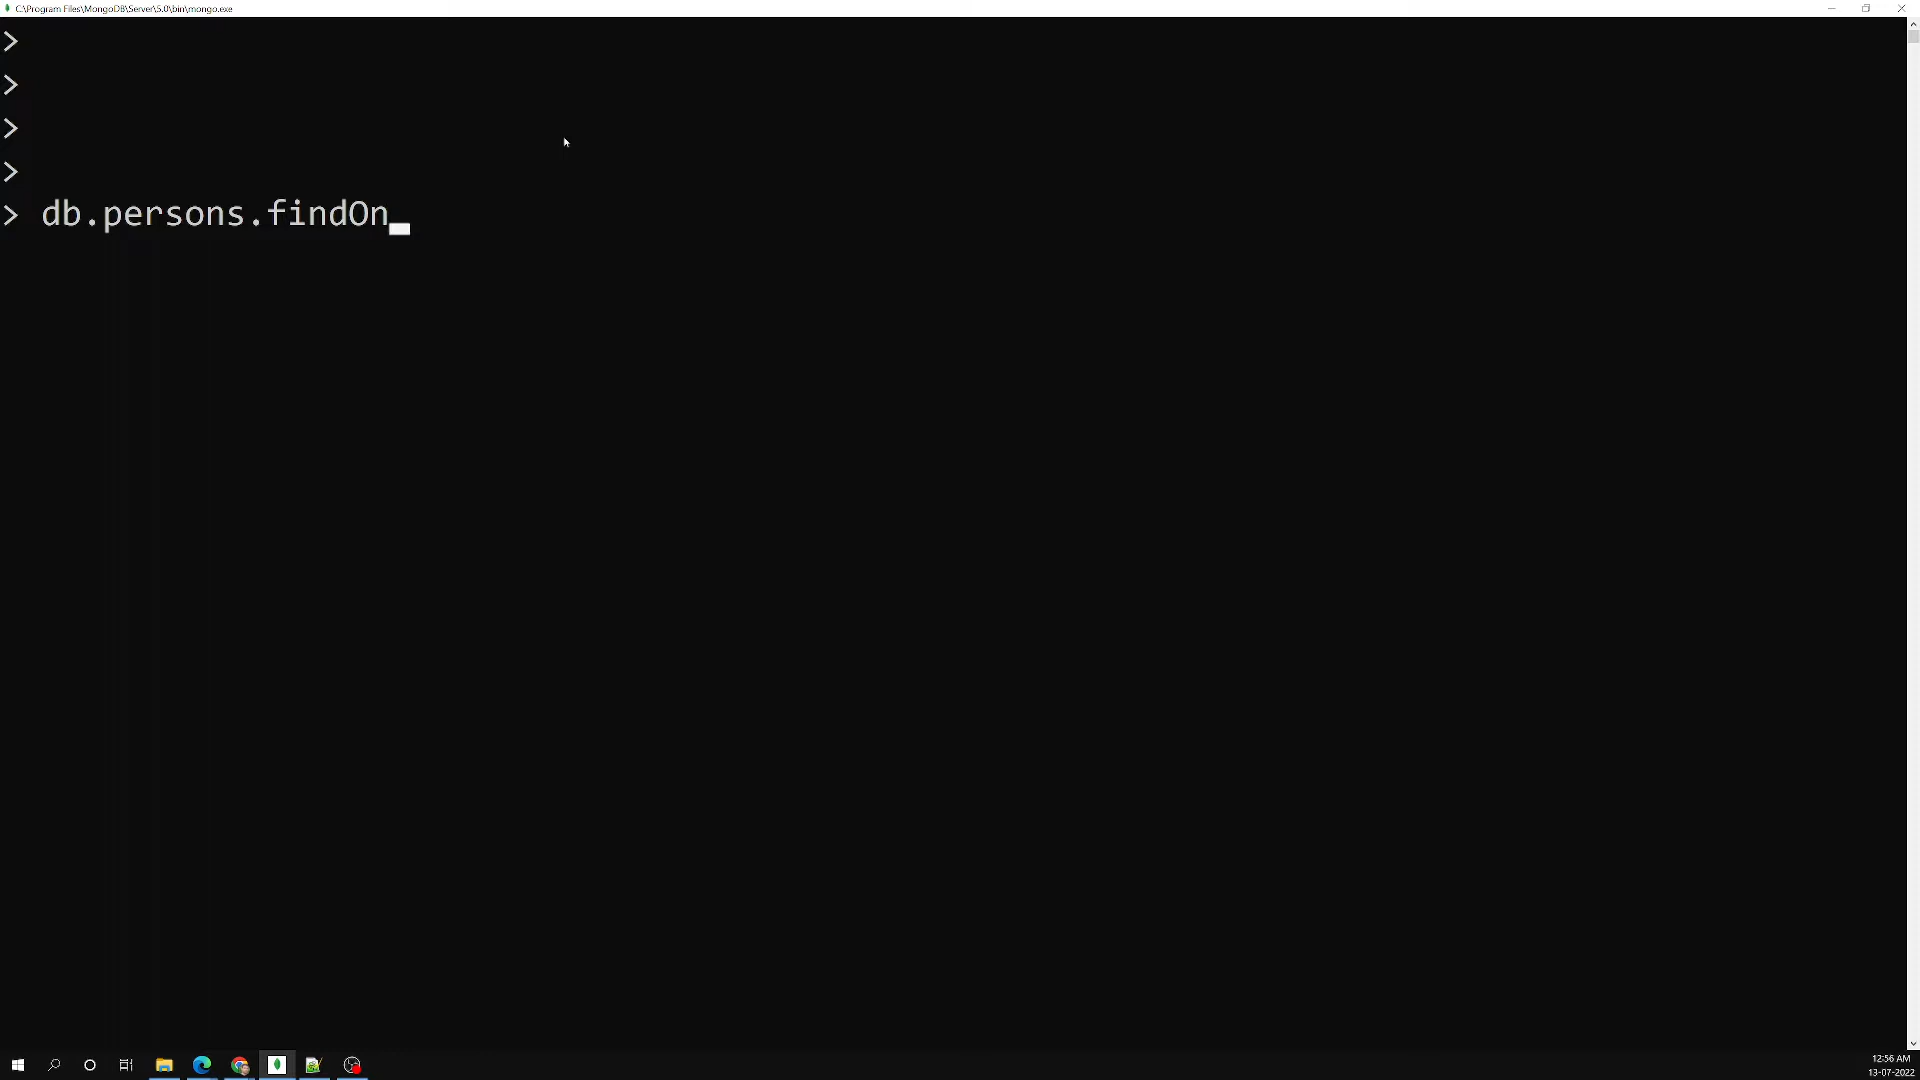 C:\Program Files\MongoDB\Server\5.0\bin\mongo.exe
>
>
>
>
> db.persons.findOn
12:56 AM
13-07-2022